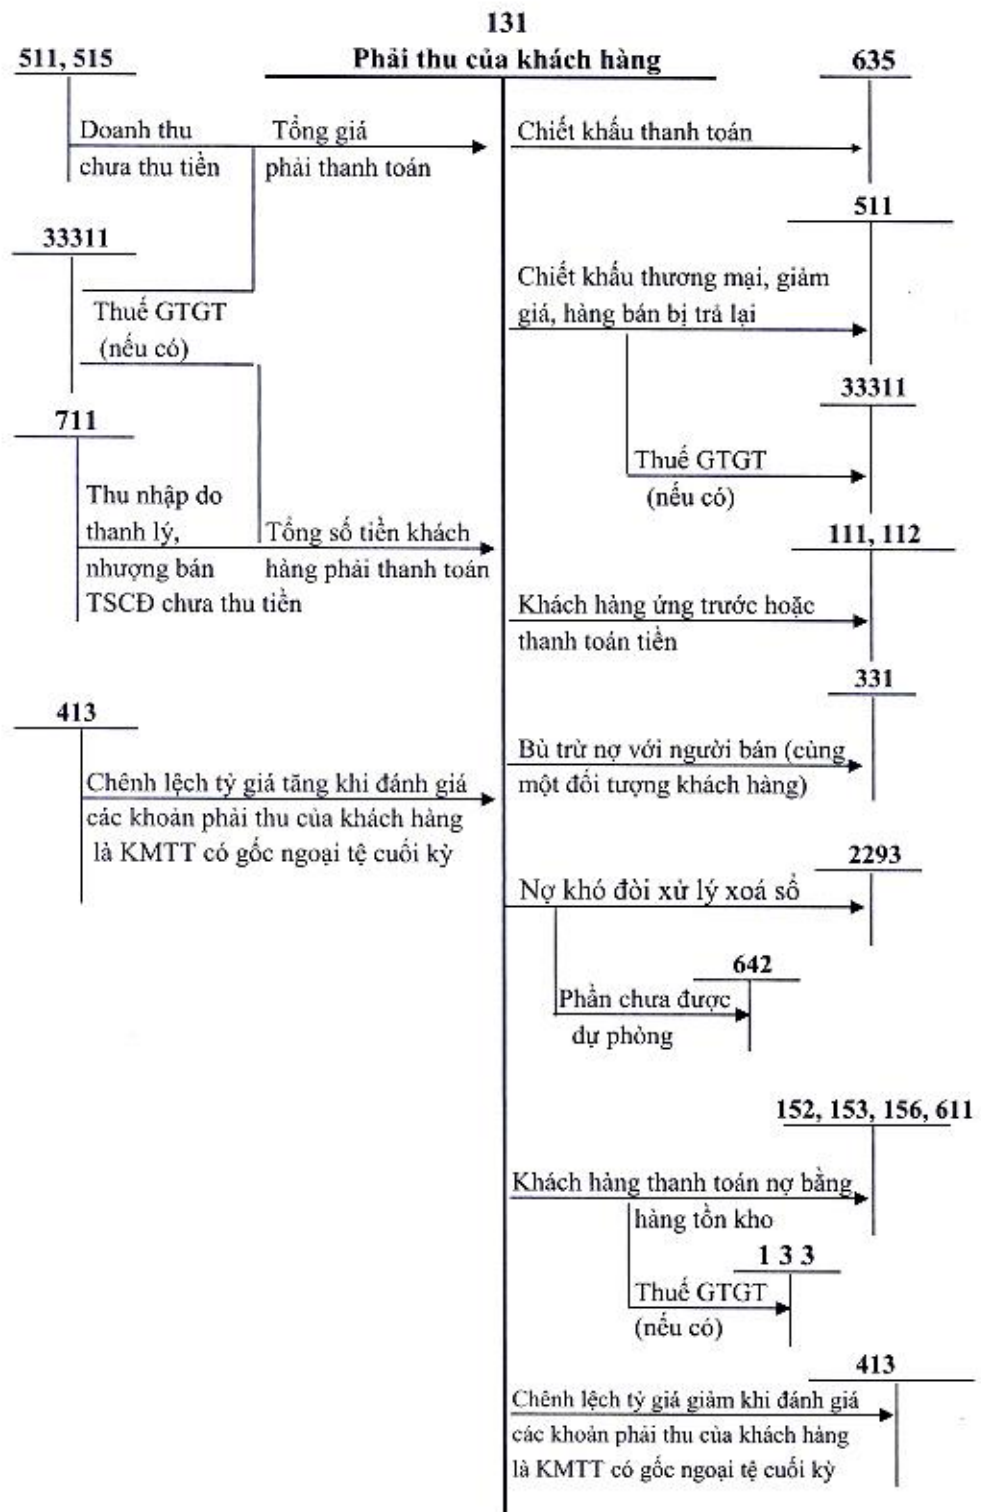 131
Phải thu của khách hàng
511, 515
Doanh thu
chưa thu tiền
Tổng giá
phải thanh toán
33311
Thuế GTGT
(nếu có)
711
Thu nhập do
thanh lý,
nhượng bán
TSCĐ chưa thu tiền
Tổng số tiền khách
hàng phải thanh toán
413
Chênh lệch tỷ giá tăng khi đánh giá
các khoản phải thu của khách hàng
là KMTT có gốc ngoại tệ cuối kỳ
635
Chiết khấu thanh toán
511
Chiết khấu thương mại, giảm
giá, hàng bán bị trả lại
33311
Thuế GTGT
(nếu có)
111, 112
Khách hàng ứng trước hoặc
thanh toán tiền
331
Bù trừ nợ với người bán (cùng
một đối tượng khách hàng)
2293
Nợ khó đòi xử lý xoá sổ
642
Phần chưa được
dự phòng
152, 153, 156, 611
Khách hàng thanh toán nợ bằng
hàng tồn kho
1 3 3
Thuế GTGT
(nếu có)
413
Chênh lệch tỷ giá giảm khi đánh giá
các khoản phải thu của khách hàng
là KMTT có gốc ngoại tệ cuối kỳ